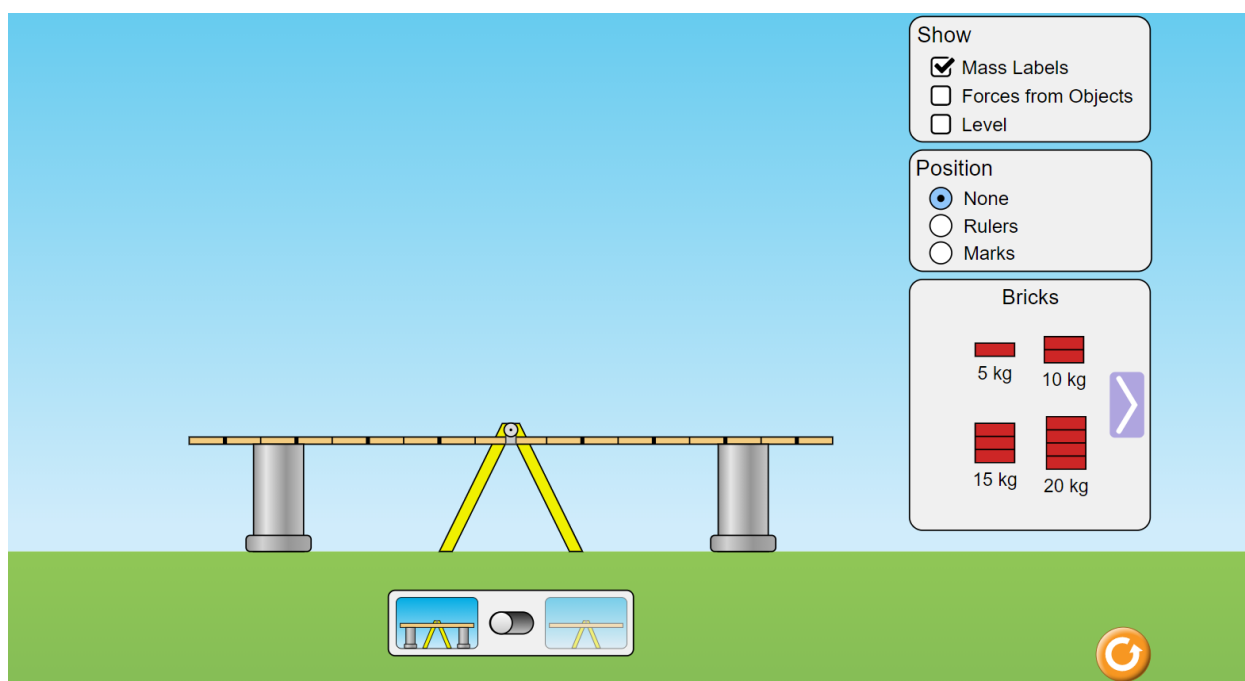 Show
Mass Labels
Forces from Objects
Level
Position
None
Rulers
Marks
Bricks
5 kg
10 kg
15 kg
20 kg